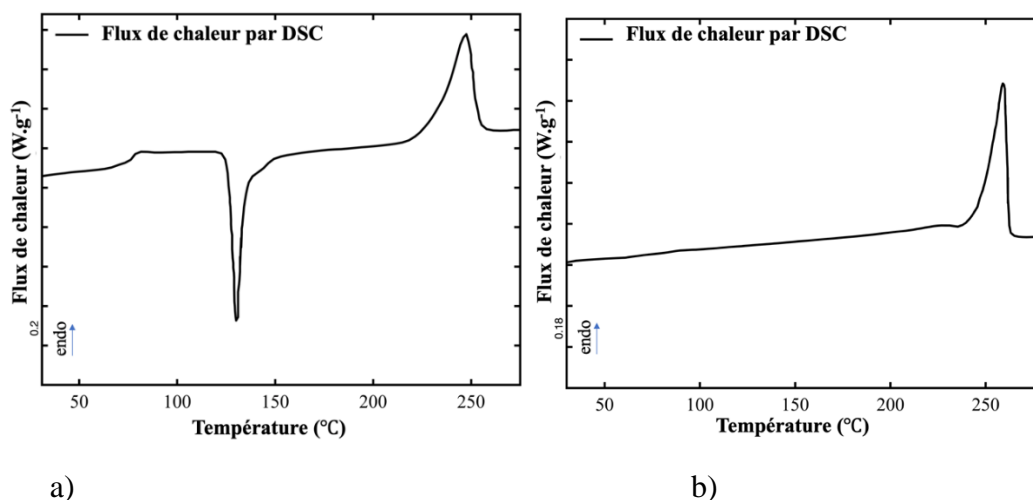 Flux de chaleur par DSC
Flux de chaleur (W.g-1)
0.2
endo
50 100 150 200 250
Température (℃)
a)
Flux de chaleur par DSC
Flux de chaleur (W.g-1)
0.18
endo
50 100 150 200 250
Température (℃)
b)